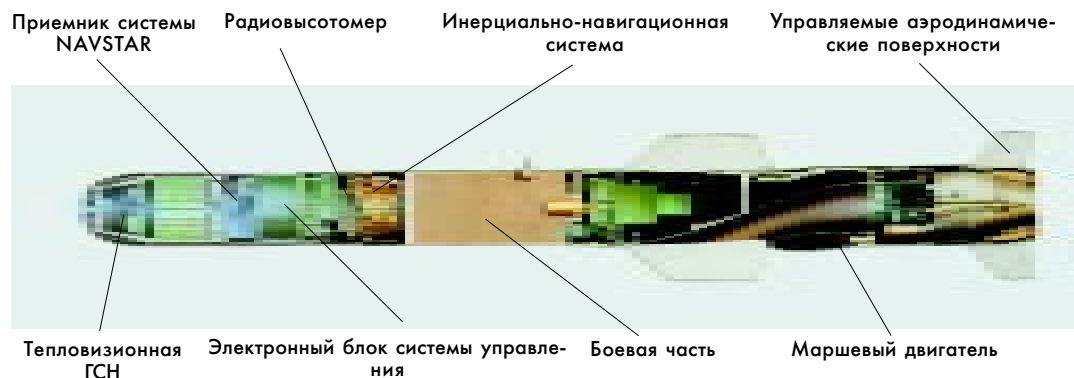 Приемник системы
NAVSTAR
Радиовысотомер
Инерциально-навигационная
система
Управляемые аэродинамиче-
ские поверхности
Тепловизионная
ГСН
Электронный блок системы управле-
ния
Боевая часть
Маршевый двигатель